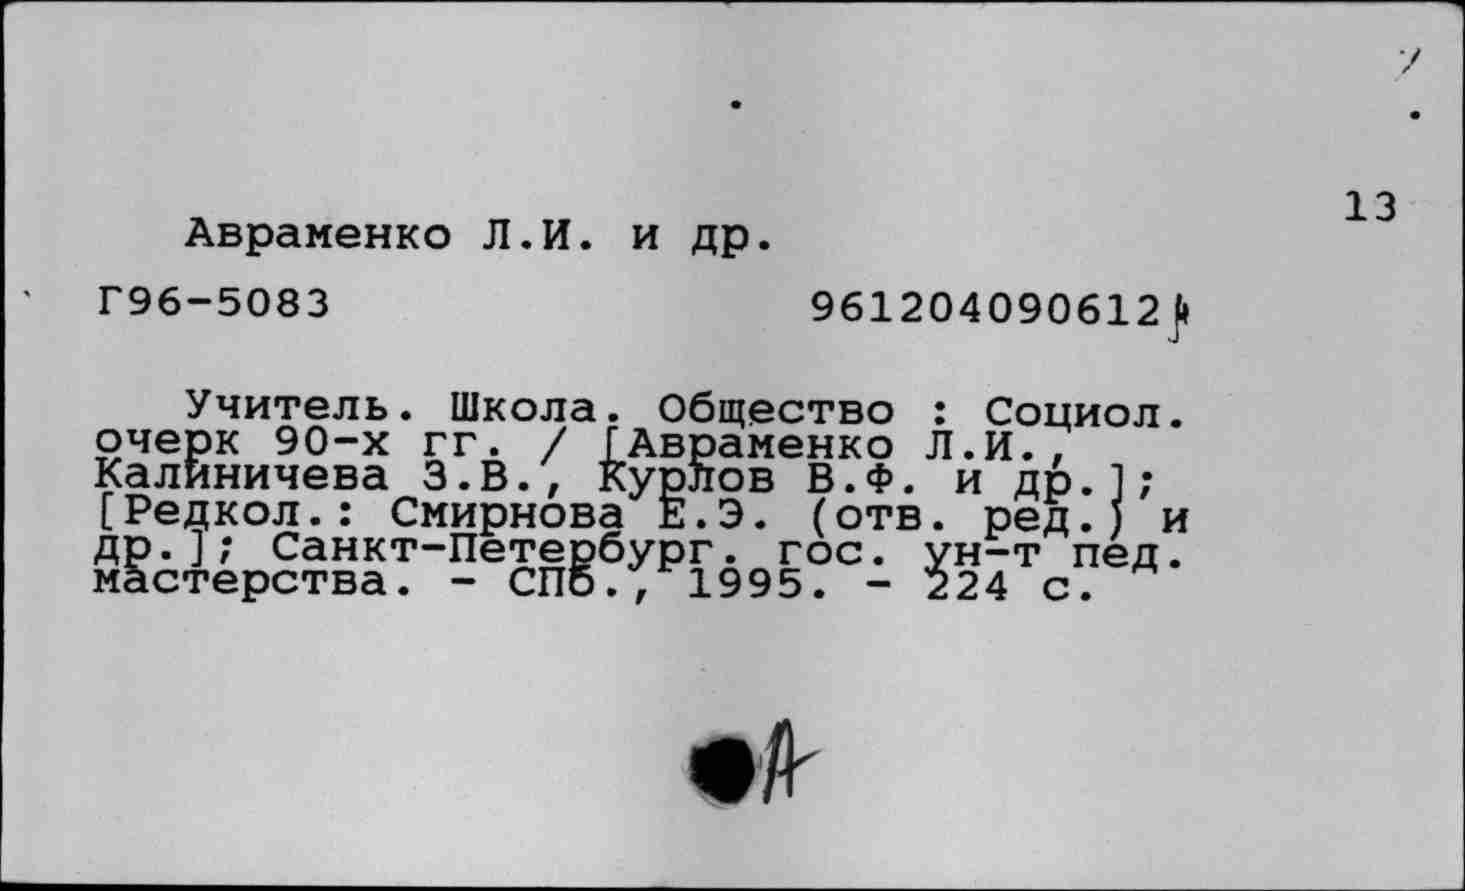 13
Авраменко Л.И. и др.
Г96-5083 961204090612
Учитель. Школа. Общество : Социол.
очерк 90-х гг. / [Авраменко Л.И.,
Калиничева З.В., Курлов В.Ф. и др.];
[Редкол.: Смирнова Е.Э. (отв. ред.) и
др.]; Санкт-Петербург. гос. ун-т пед.
мастерства. - СПб., 1995. - 224 с.